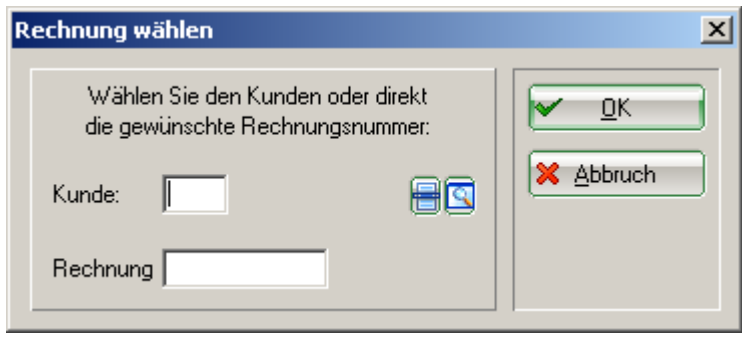 Rechnung wählen
Wählen Sie den Kunden oder direkt
die gewünschte Rechnungsnummer:
Kunde:
Rechnung
OK
Abbruch